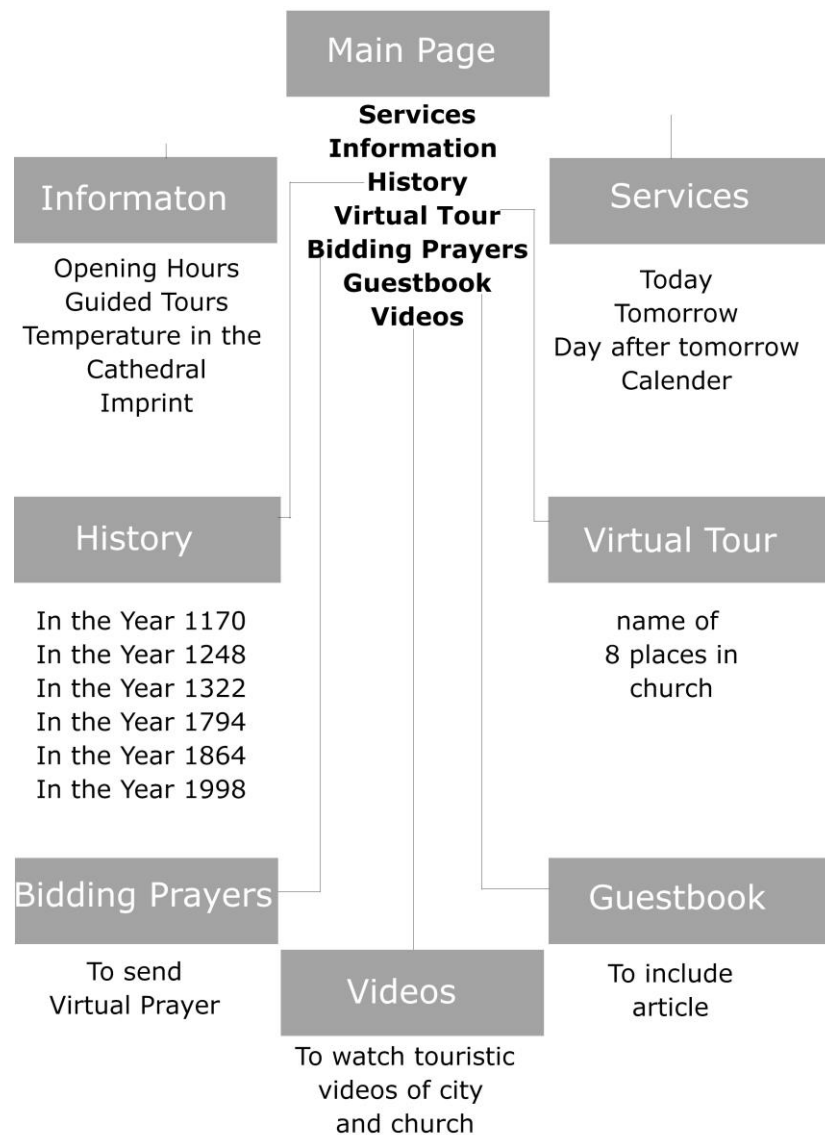 Main Page
Services
Information
History
Virtual Tour
Bidding Prayers
Guestbook
Videos
Informaton
Opening Hours
Guided Tours
Temperature in the
Cathedral
Imprint
Services
Today
Tomorrow
Day after tomorrow
Calender
History
In the Year 1170
In the Year 1248
In the Year 1322
In the Year 1794
In the Year 1864
In the Year 1998
Virtual Tour
name of
8 places in
church
Bidding Prayers
To send
Virtual Prayer
Videos
To watch touristic
videos of city
and church
Guestbook
To include
article